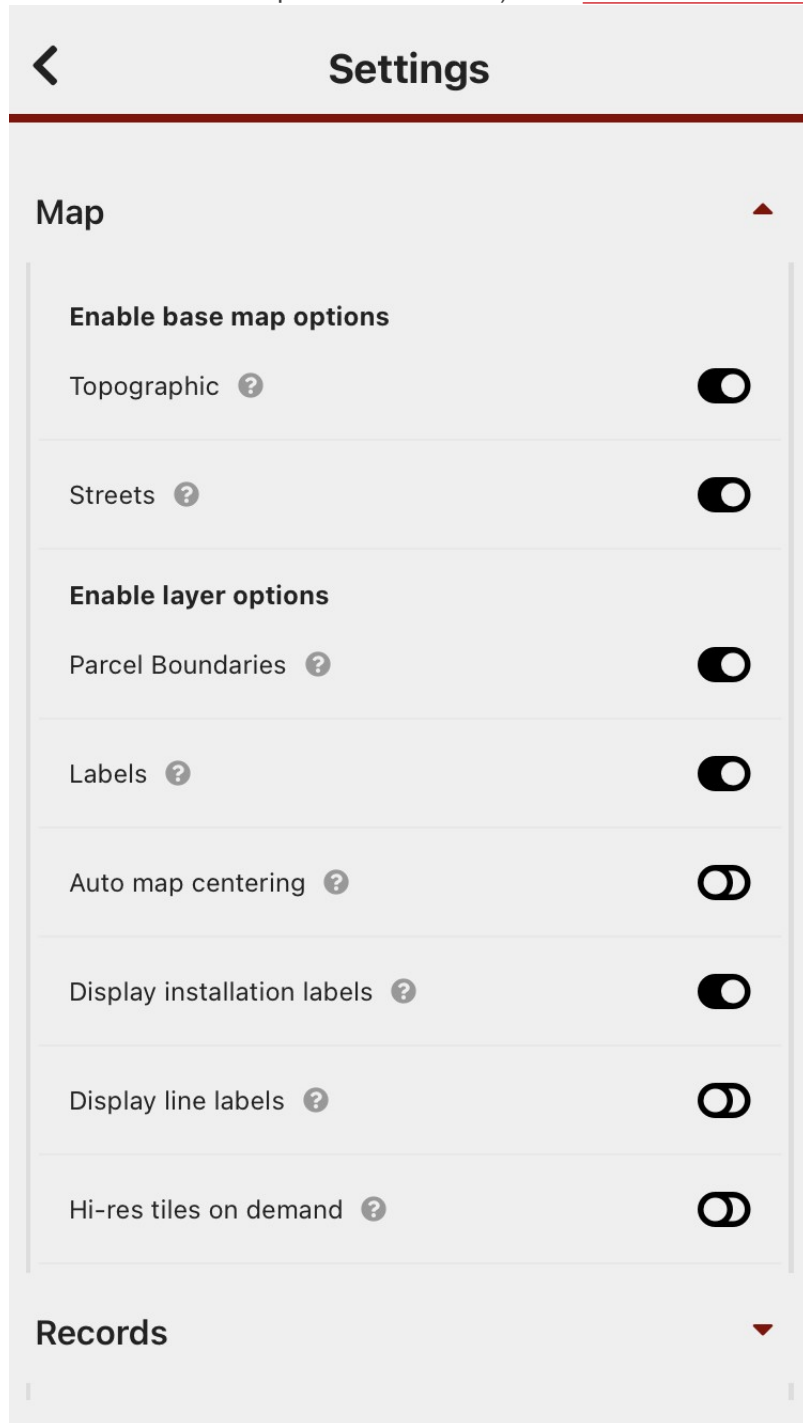 Settings
Map
Enable base map options
Topographic ?
Streets ?
Enable layer options
Parcel Boundaries ?
Labels ?
Auto map centering ?
Display installation labels ?
Display line labels ?
Hi-res tiles on demand ?
Records